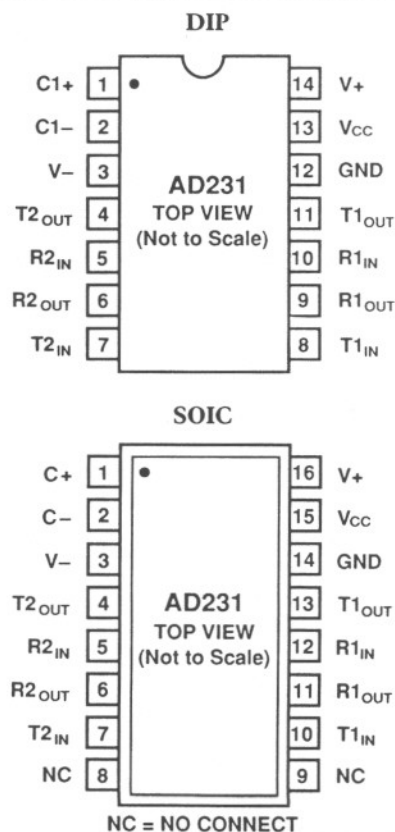 DIP
C1+ 1 14 V+
C1– 2 13 VCC
V– 3 12 GND
AD231
T2OUT 4 TOP VIEW 11 T1OUT
(Not to Scale)
R2IN 5 10 R1IN
R2OUT 6 9 R1OUT
T2IN 7 8 T1IN
SOIC
C+ 1 16 V+
C– 2 15 VCC
V– 3 14 GND
T2OUT 4 AD231 13 T1OUT
TOP VIEW
R2IN 5 (Not to Scale) 12 R1IN
R2OUT 6 11 R1OUT
T2IN 7 10 T1IN
NC 8 9 NC
NC = NO CONNECT